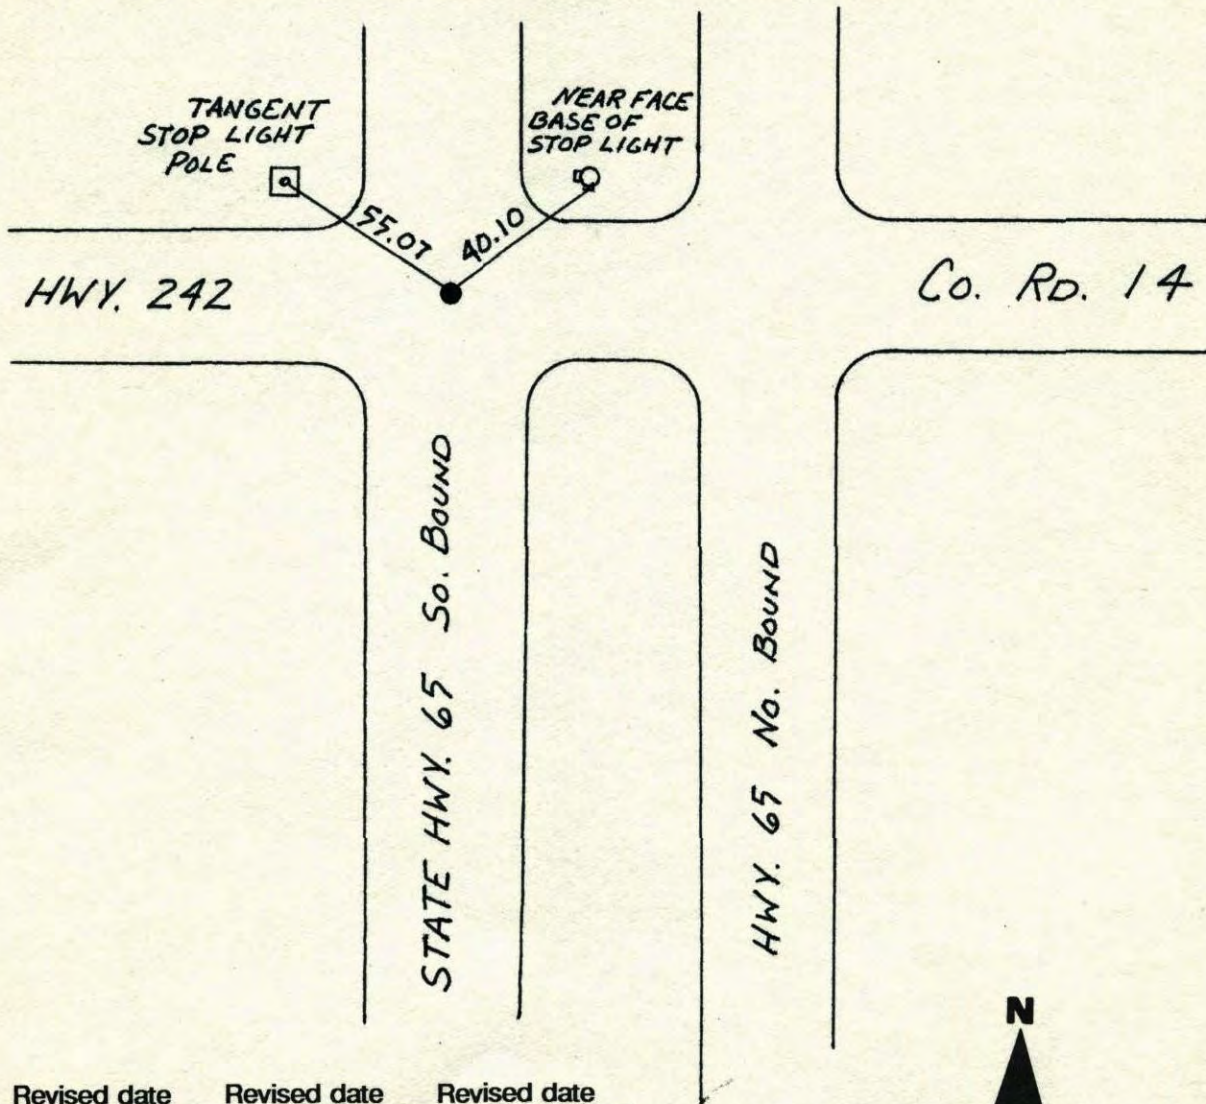 TANGENT
STOP LIGHT
POLE
NEAR FACE
BASE OF
STOP LIGHT
55.07
40.10
HWY. 242
CO. RD. 14
STATE HWY. 65 SO. BOUND
HWY. 65 NO. BOUND
N
Revised date Revised date Revised date